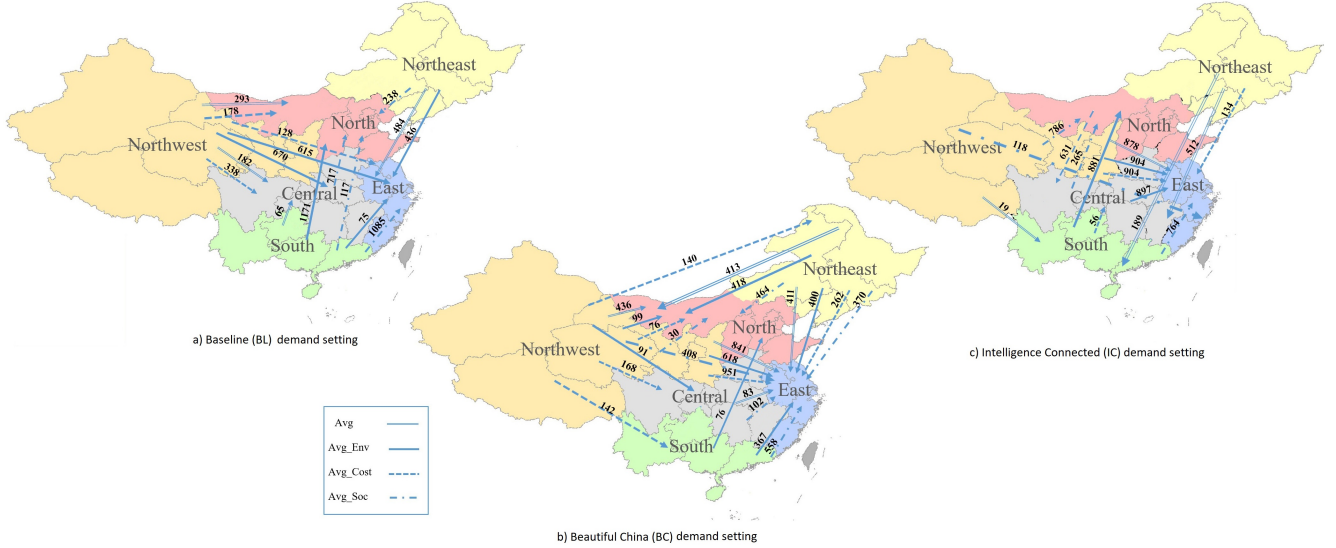 Northeast
238
293
178
North
484
436
128
615
670
Northwest
182
338
717
117
East
Central
65
1171
75
1085
South
a) Baseline (BL) demand setting
Northeast
134
786
North
878
512
118
631
265
881
904
904
Northwest
East
897
Central
19
56
189
764
South
c) Intelligence Connected (IC) demand setting
140
413
Northeast
418
464
411
400
262
370
436
99
76
30
North
841
618
Northwest
91
408
951
168
East
Central
83
102
142
76
367
558
South
Avg
Avg_Env
Avg_Cost
Avg_Soc
b) Beautiful China (BC) demand setting